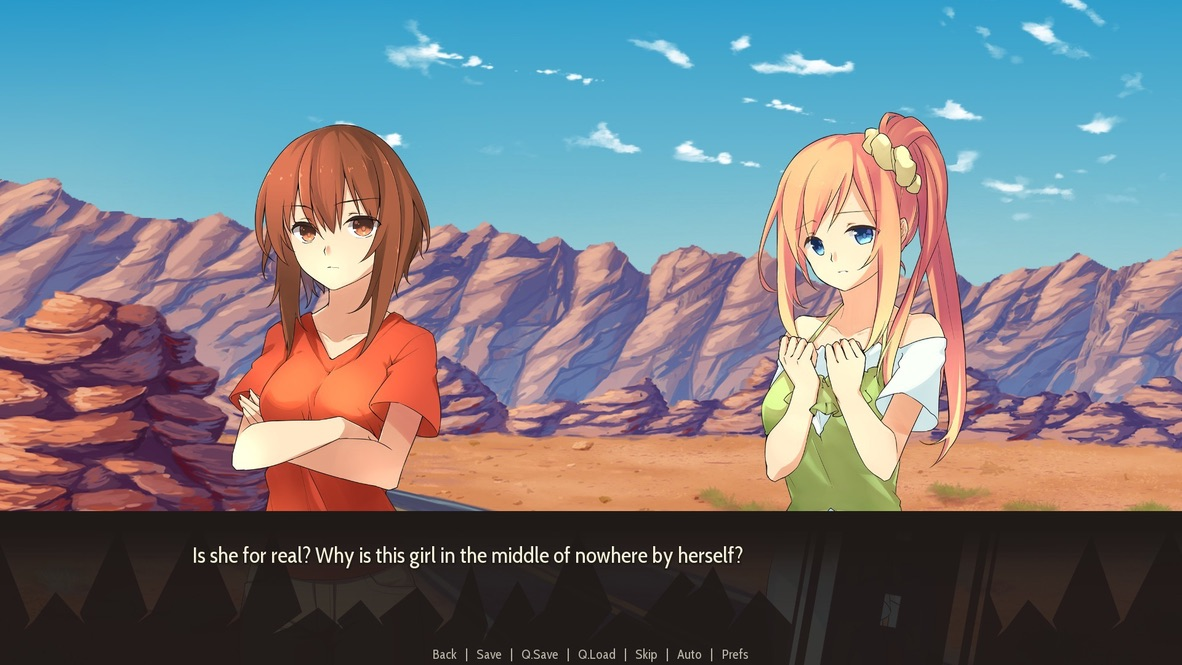 Is she for real? Why is this girl in the middle of nowhere by herself?
Back | Save | Q.Save | Q.Load | Skip | Auto | Prefs